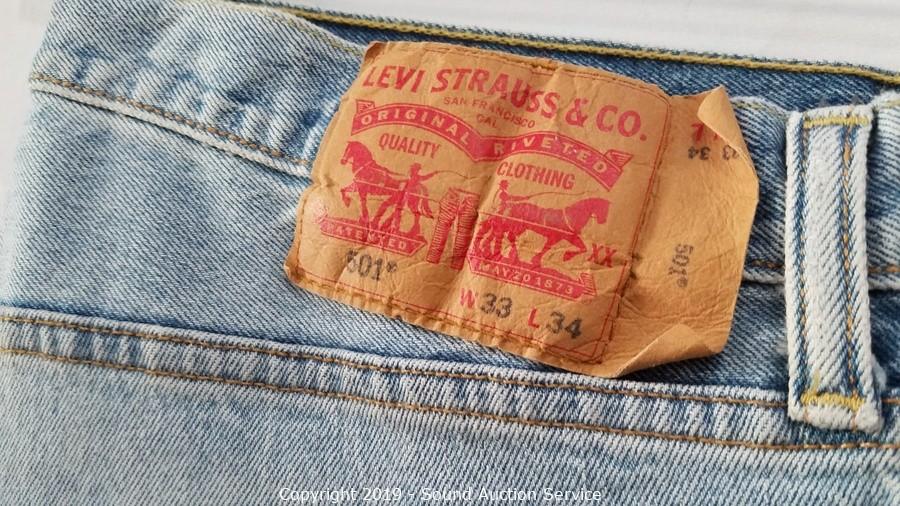 LEVI STRAUSS & CO.
SAN FRANCISCO
CAL
ORIGINAL RIVETED
QUALITY CLOTHING
PATENTED
MAY 20 1873
XX
501®
W 33 L 34
34
501®
Copyright 2019 - Sound Auction Service